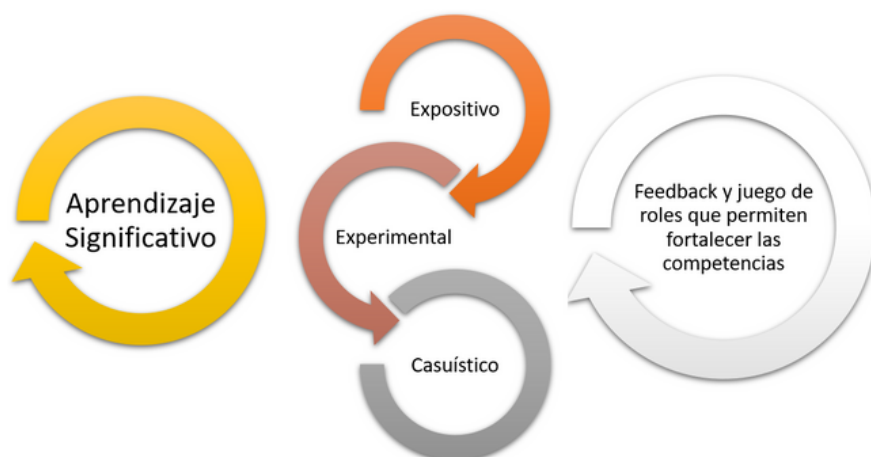 Aprendizaje
Significativo
Expositivo
Experimental
Casuístico
Feedback y juego de
roles que permiten
fortalecer las
competencias